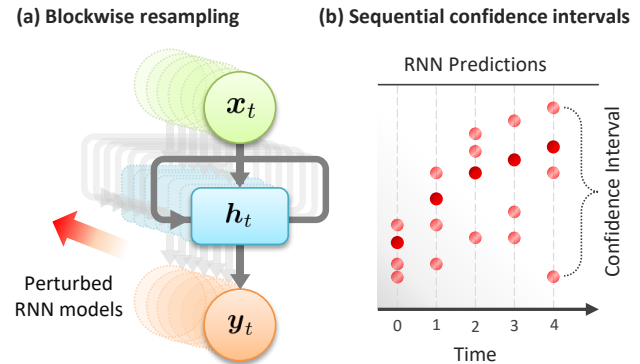 (a) Blockwise resampling
x_t
h_t
y_t
Perturbed
RNN models
(b) Sequential confidence intervals
RNN Predictions
Confidence Interval
0 1 2 3 4
Time